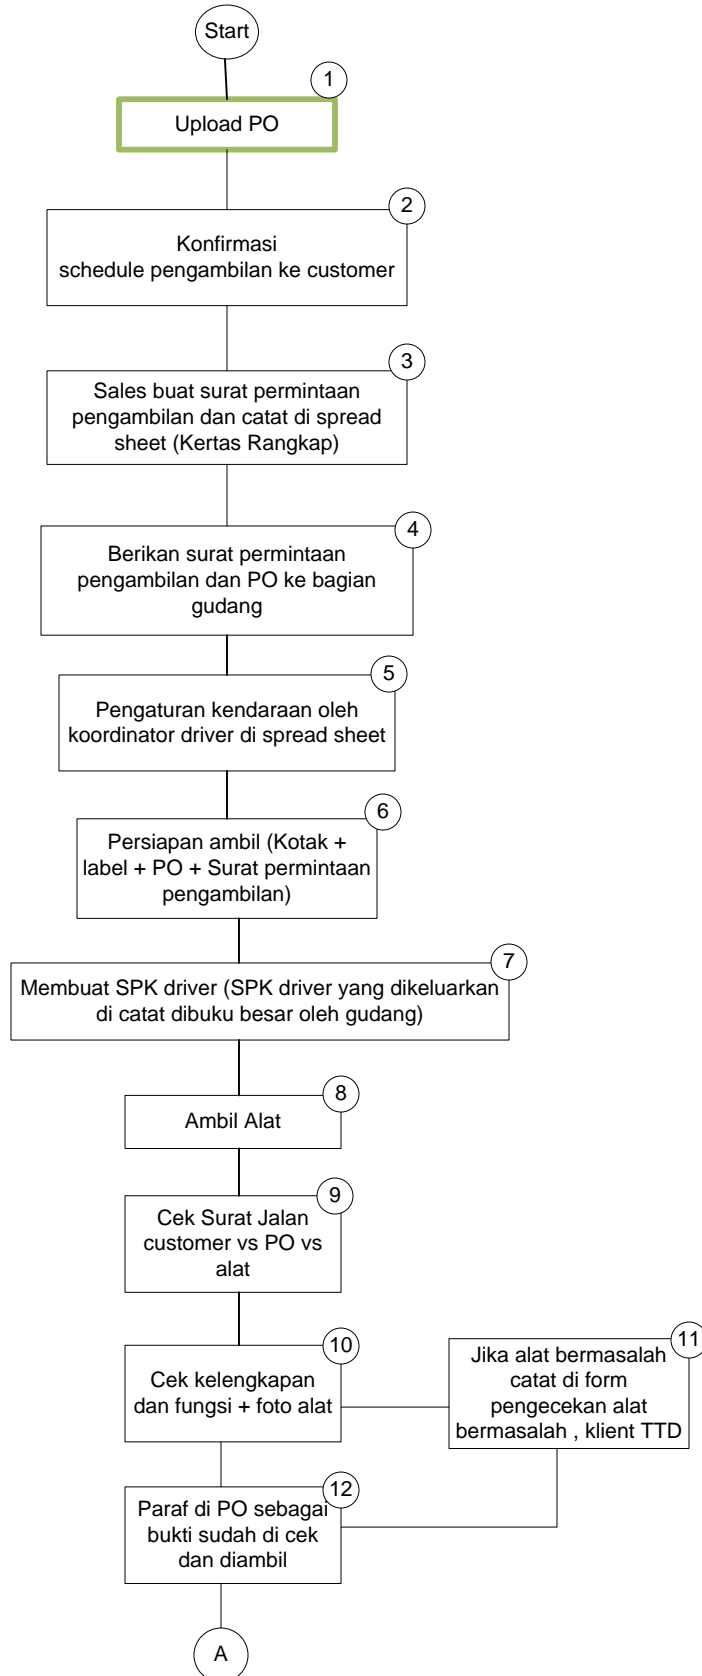 Start
1
Upload PO
2
Konfirmasi
schedule pengambilan ke customer
3
Sales buat surat permintaan
pengambilan dan catat di spread
sheet (Kertas Rangkap)
4
Berikan surat permintaan
pengambilan dan PO ke bagian
gudang
5
Pengaturan kendaraan oleh
koordinator driver di spread sheet
6
Persiapan ambil (Kotak +
label + PO + Surat permintaan
pengambilan)
7
Membuat SPK driver (SPK driver yang dikeluarkan
di catat dibuku besar oleh gudang)
8
Ambil Alat
9
Cek Surat Jalan
customer vs PO vs
alat
10
Cek kelengkapan
dan fungsi + foto alat
11
Jika alat bermasalah
catat di form
pengecekan alat
bermasalah , klient TTD
12
Paraf di PO sebagai
bukti sudah di cek
dan diambil
A